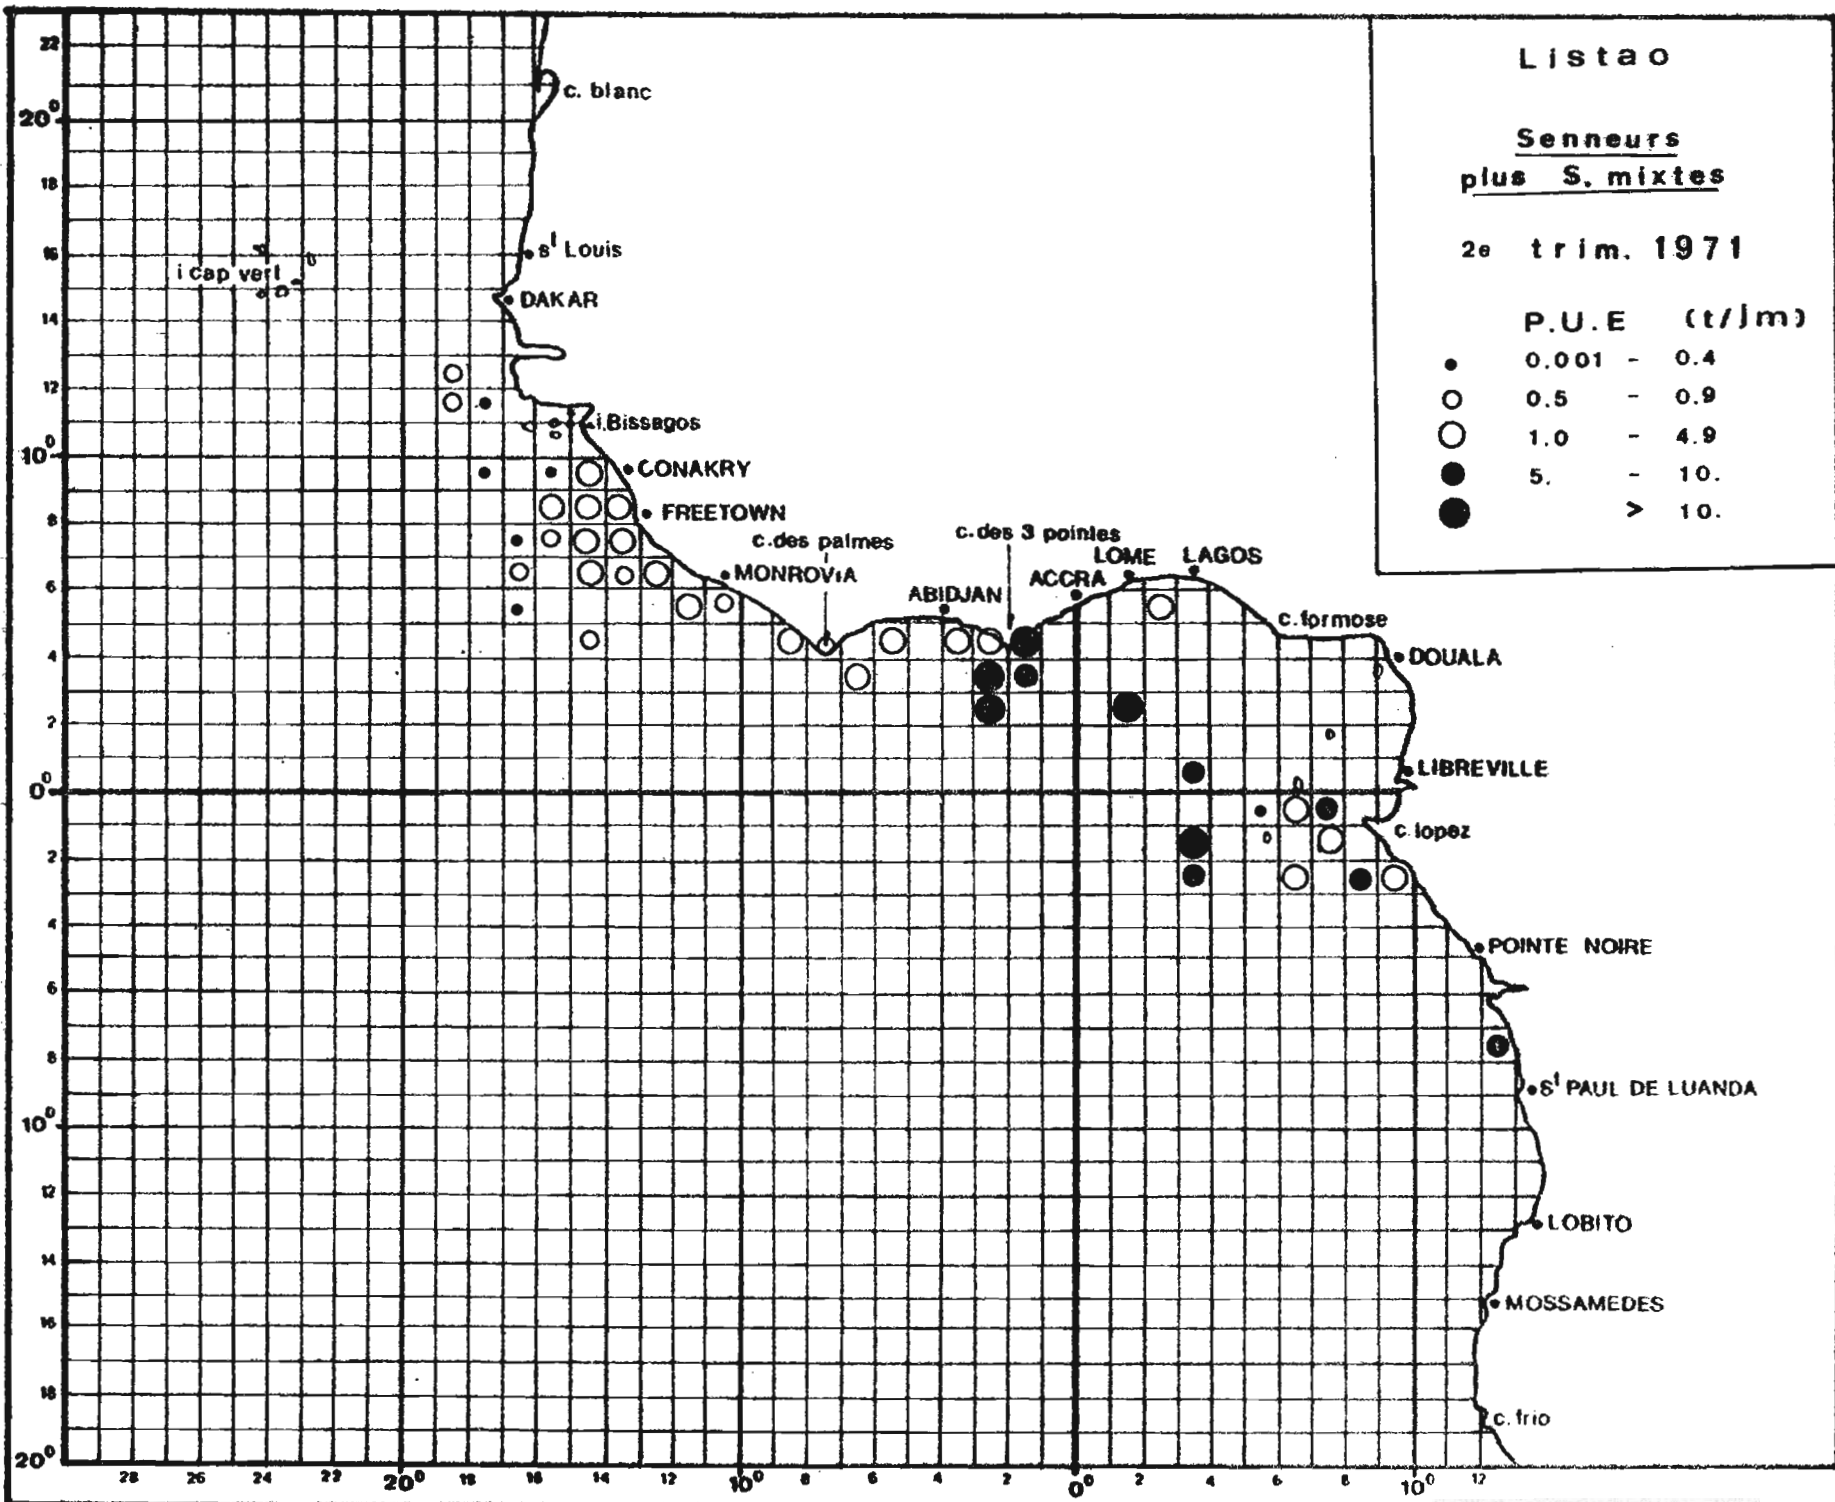 Listao
Senneurs
plus S. mixtes
2e trim. 1971
P.U.E (t/jm)
0.001 - 0.4
0.5 - 0.9
1.0 - 4.9
5. - 10.
> 10.
22
20°
18
16
14
12
10°
8
6
4
2
0°
2
4
6
8
10°
12
14
16
18
20°
c. blanc
st Louis
i cap vert
DAKAR
i.Bissagos
CONAKRY
FREETOWN
c.des palmes
c.des 3 pointes
MONROVIA
ABIDJAN
ACCRA
LOME
LAGOS
c.formose
DOUALA
LIBREVILLE
c.lopez
POINTE NOIRE
St PAUL DE LUANDA
LOBITO
MOSSAMEDES
c.frio
28 26 24 22 20° 18 16 14 12 10° 8 6 4 2 0° 2 4 6 8 10° 12